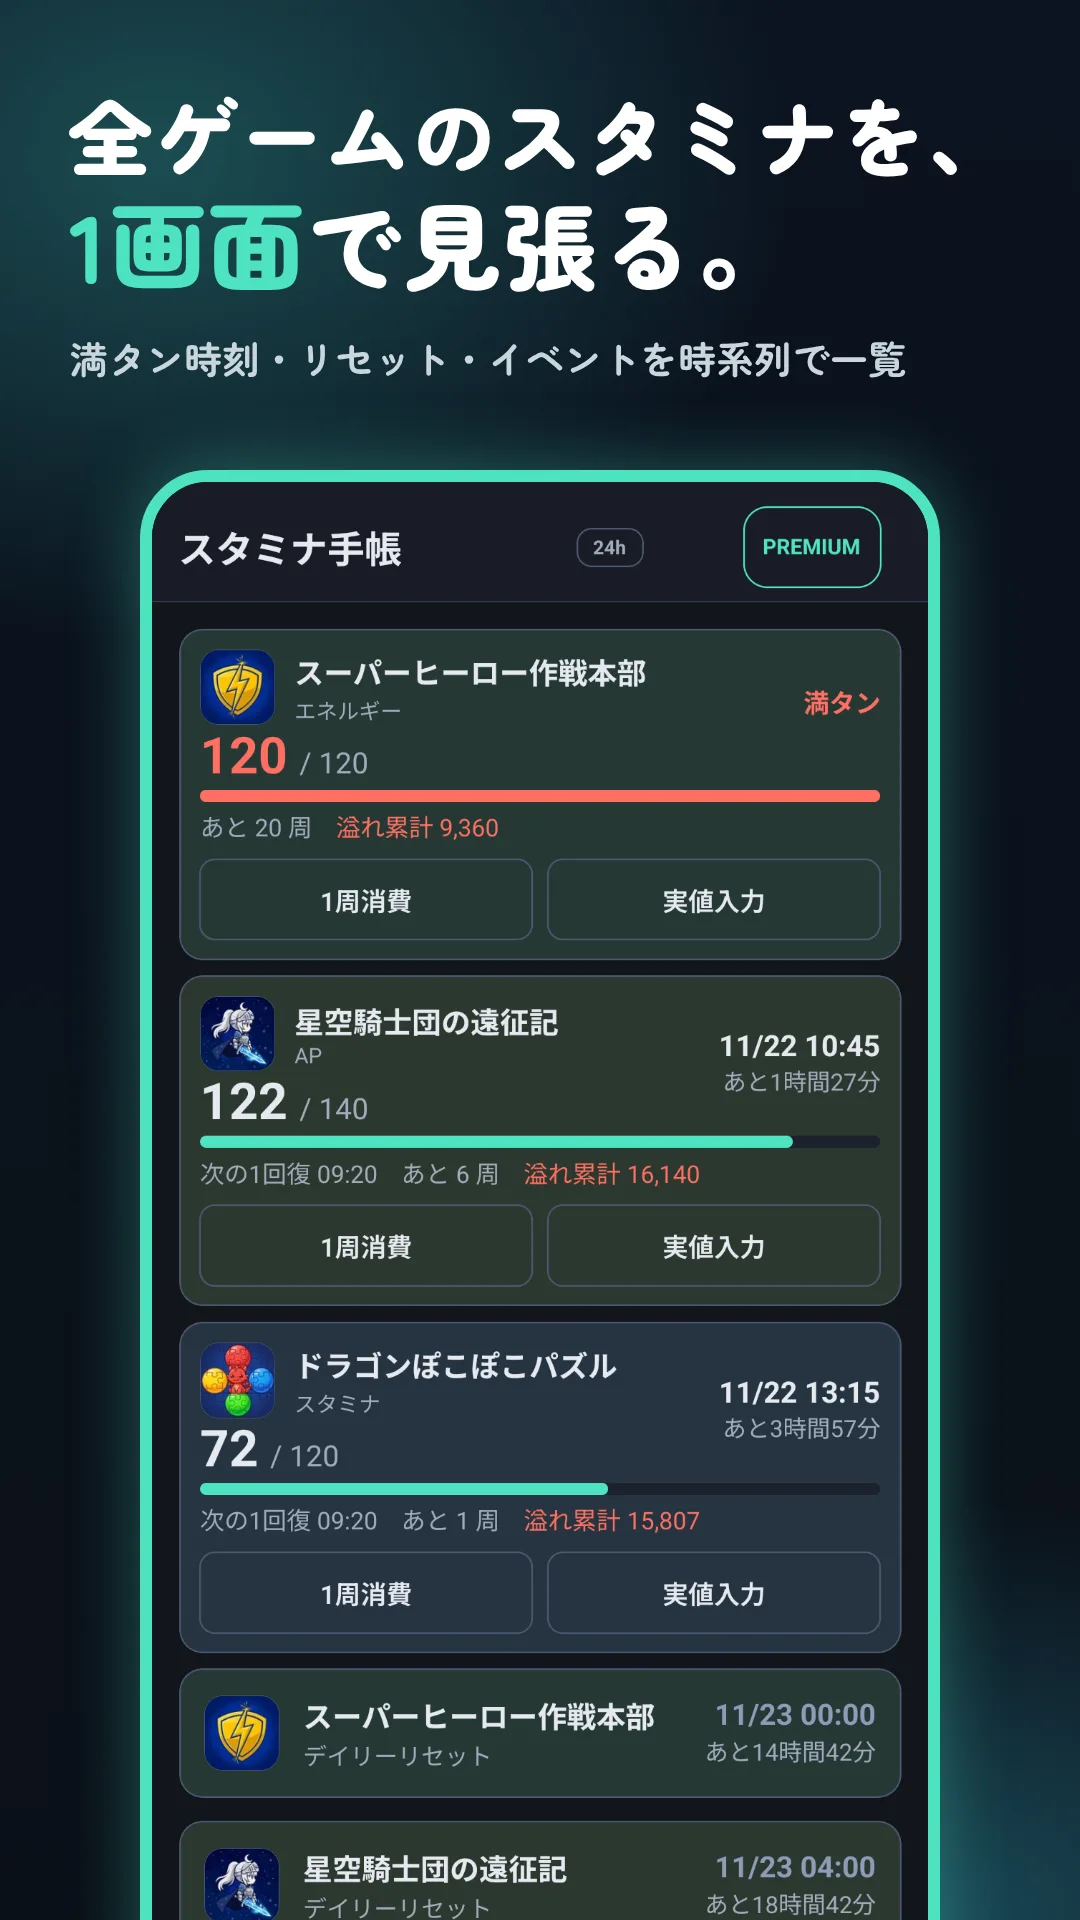 全ゲームのスタミナを、
1画面で見張る。
満タン時刻・リセット・イベントを時系列で一覧
スタミナ手帳
24h
PREMIUM
スーパーヒーロー作戦本部
エネルギー
満タン
120 / 120
あと 20 周 溢れ累計 9,360
1周消費
実値入力
星空騎士団の遠征記
AP
11/22 10:45
あと1時間27分
122 / 140
次の1回復 09:20 あと 6 周 溢れ累計 16,140
1周消費
実値入力
ドラゴンぽこぽこパズル
スタミナ
11/22 13:15
あと3時間57分
72 / 120
次の1回復 09:20 あと 1 周 溢れ累計 15,807
1周消費
実値入力
スーパーヒーロー作戦本部
デイリーリセット
11/23 00:00
あと14時間42分
星空騎士団の遠征記
デイリーリセット
11/23 04:00
あと18時間42分